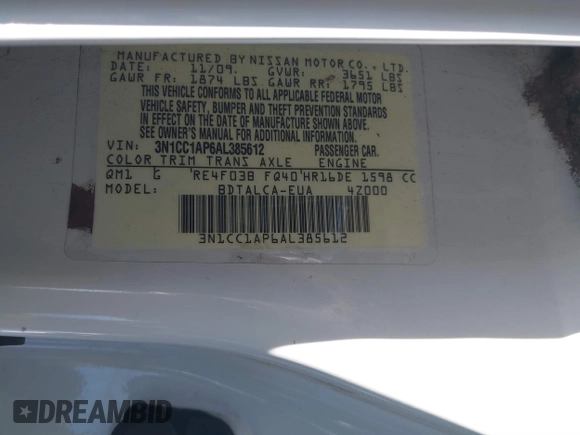 MANUFACTURED BY NISSAN MOTOR CO., LTD.
DATE: 11/09. GVWR: 3651 LBS
GAWR FR: 1874 LBS GAWR RR: 1795 LBS
THIS VEHICLE CONFORMS TO ALL APPLICABLE FEDERAL MOTOR
VEHICLE SAFETY, BUMPER AND THEFT PREVENTION STANDARDS
IN EFFECT ON THE DATE OF MANUFACTURE SHOWN ABOVE.
SEE OWNER'S MANUAL FOR ADDITIONAL INFORMATION.
VIN: 3N1CC1AP6AL385612 PASSENGER CAR.
COLOR TRIM TRANS AXLE ENGINE
QM1 G RE4F03B FQ40 HR16DE 1598 CC
MODEL: BDTALCA-EUA 4Z000
3N1CC1AP6AL385612
DREAMBID